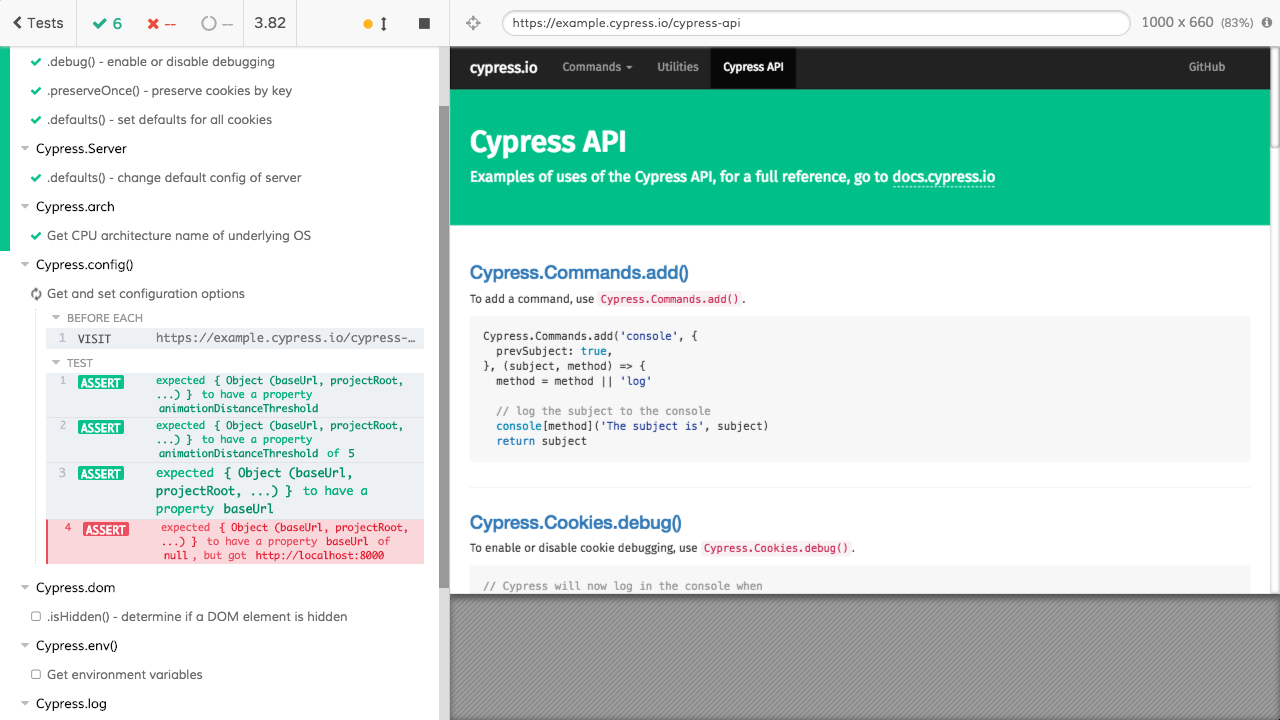 Tests
6
--
--
3.82
https://example.cypress.io/cypress-api
1000 x 660 (83%)
.debug() - enable or disable debugging
.preserveOnce() - preserve cookies by key
.defaults() - set defaults for all cookies
Cypress.Server
.defaults() - change default config of server
Cypress.arch
Get CPU architecture name of underlying OS
Cypress.config()
Get and set configuration options
BEFORE EACH
1 VISIT https://example.cypress.io/cypress-…
TEST
1 ASSERT expected { Object (baseUrl, projectRoot,
...) } to have a property
animationDistanceThreshold
2 ASSERT expected { Object (baseUrl, projectRoot,
...) } to have a property
animationDistanceThreshold of 5
3 ASSERT expected { Object (baseUrl,
projectRoot, ...) } to have a
property baseUrl
4 ASSERT expected { Object (baseUrl, projectRoot,
...) } to have a property baseUrl of
null, but got http://localhost:8000
Cypress.dom
.isHidden() - determine if a DOM element is hidden
Cypress.env()
Get environment variables
Cypress.log
cypress.io Commands Utilities Cypress API GitHub
Cypress API
Examples of uses of the Cypress API, for a full reference, go to docs.cypress.io
Cypress.Commands.add()
To add a command, use Cypress.Commands.add().
Cypress.Commands.add('console', {
prevSubject: true,
}, (subject, method) => {
method = method || 'log'
// log the subject to the console
console[method]('The subject is', subject)
return subject
Cypress.Cookies.debug()
To enable or disable cookie debugging, use Cypress.Cookies.debug().
// Cypress will now log in the console when